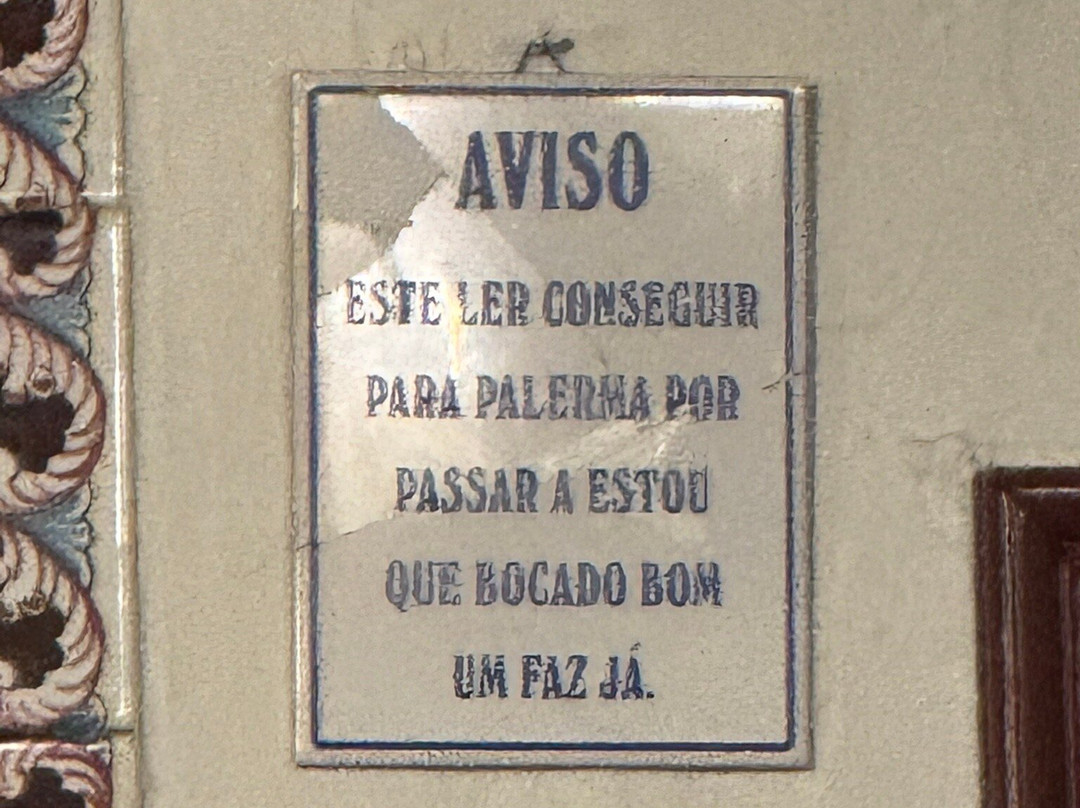 AVISO
ESTE LER CONSEGUIR
PARA PALERMA POR
PASSAR A ESTOU
QUE BOCADO BOM
UM FAZ JÁ.